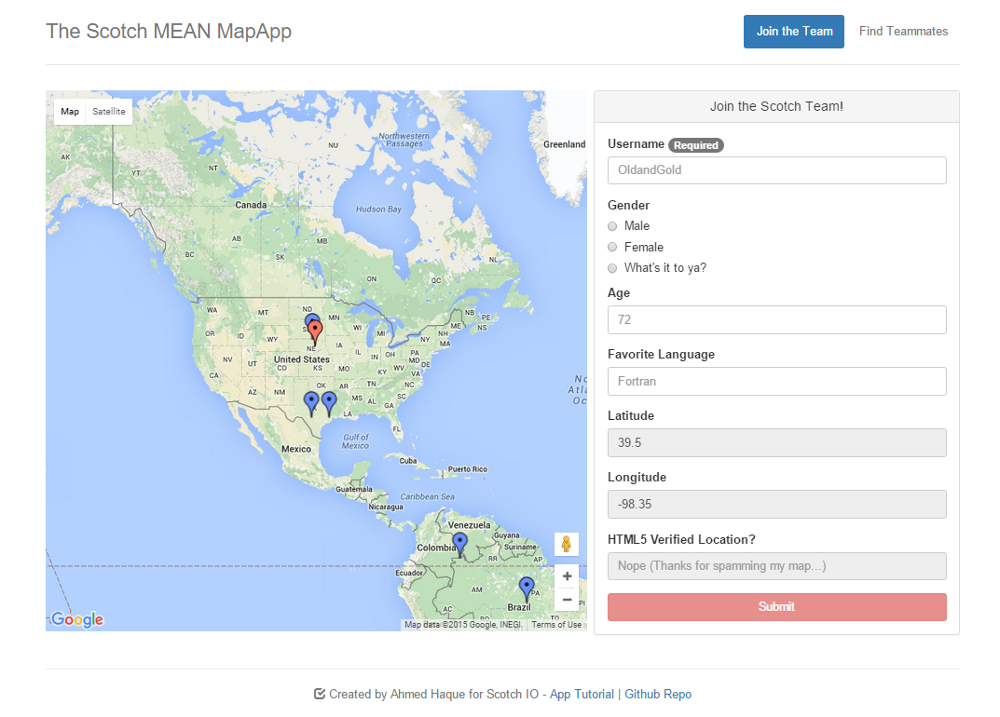 The Scotch MEAN MapApp
Join the Team
Find Teammates
Map
Satellite
Northwestern
Passages
Greenland
NU
AK
YT
NT
Canada
Hudson Bay
BC
AB
SK
MB
ON
QC
NL
NB
PE
NS
WA
MT
ND
MN
OR
ID
WY
WI
MI
NY
ME
NH
MA
NE
IA
United States
NV
UT
CO
KS
MO
IL
IN
OH
PA
MD
DE
KY
WV
VA
CA
AZ
NM
OK
AR
TN
NC
SC
MS
AL
GA
LA
FL
Gulf of
Mexico
Mexico
Cuba
Puerto Rico
Guatemala
Caribbean Sea
Nicaragua
Venezuela
Guyana
Suriname
Colombia
RR
AP
Ecuador
AM
PA
AC
Brazil
TO
PI
Google
Map data ©2015 Google, INEGI
Terms of Use
Join the Scotch Team!
Username Required
OldandGold
Gender
Male
Female
What's it to ya?
Age
72
Favorite Language
Fortran
Latitude
39.5
Longitude
-98.35
HTML5 Verified Location?
Nope (Thanks for spamming my map...)
Submit
Created by Ahmed Haque for Scotch IO - App Tutorial | Github Repo